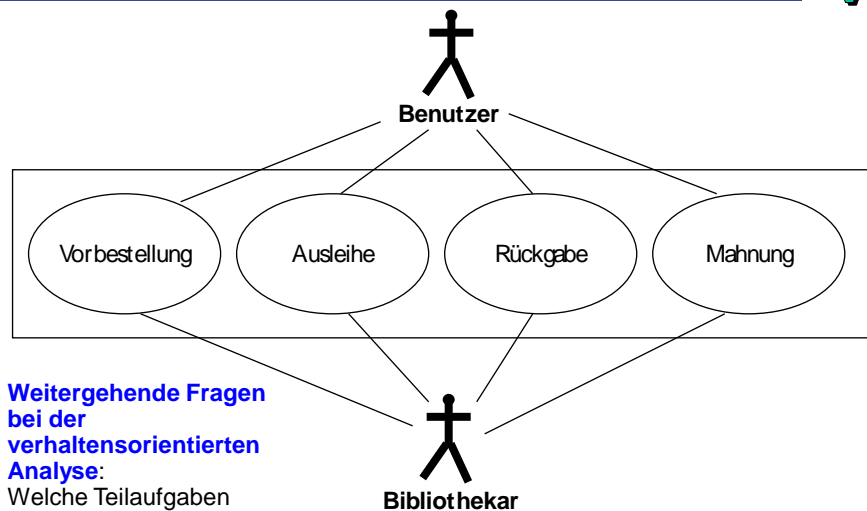 Benutzer
Vorbestellung
Ausleihe
Rückgabe
Mahnung
Weitergehende Fragen
bei der
verhaltensorientierten
Analyse:
Welche Teilaufgaben
Bibliothekar